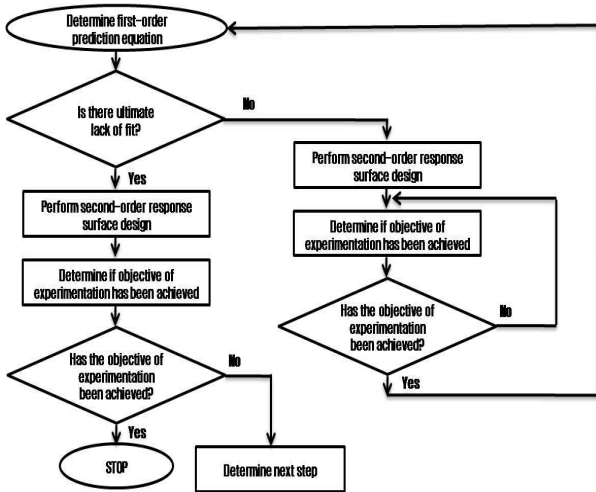 Determine first-order
prediction equation
Is there ultimate
lack of fit?
No
Yes
Perform second-order response
surface design
Determine if objective of
experimentation has been achieved
Has the objective of
experimentation
been achieved?
No
Yes
STOP
Determine next step
Perform second-order response
surface design
Determine if objective of
experimentation has been achieved
Has the objective of
experimentation
been achieved?
No
Yes